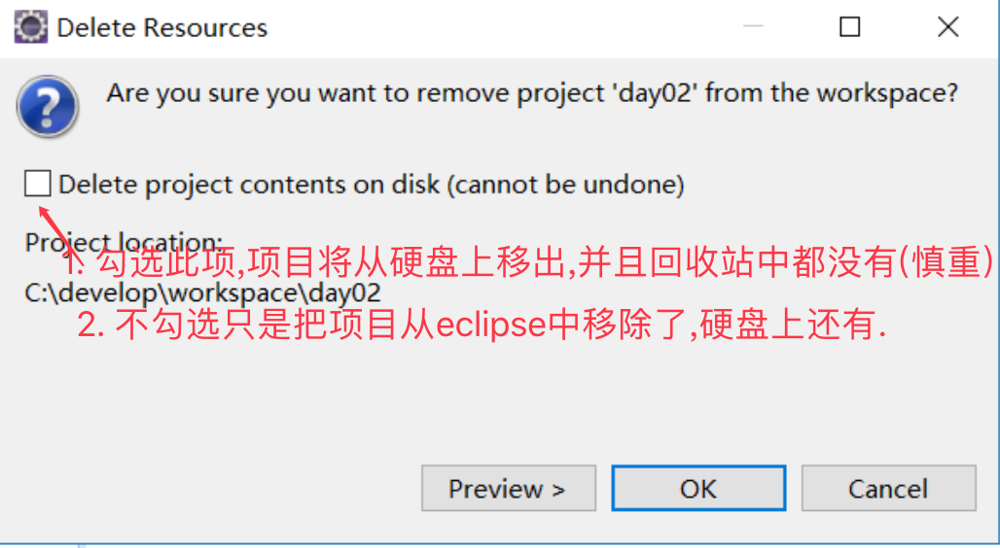 Delete Resources
Are you sure you want to remove project 'day02' from the workspace?
Delete project contents on disk (cannot be undone)
Project location:
1. 勾选此项,项目将从硬盘上移出,并且回收站中都没有(慎重)
C:\develop\workspace\day02
2. 不勾选只是把项目从eclipse中移除了,硬盘上还有.
Preview >
OK
Cancel